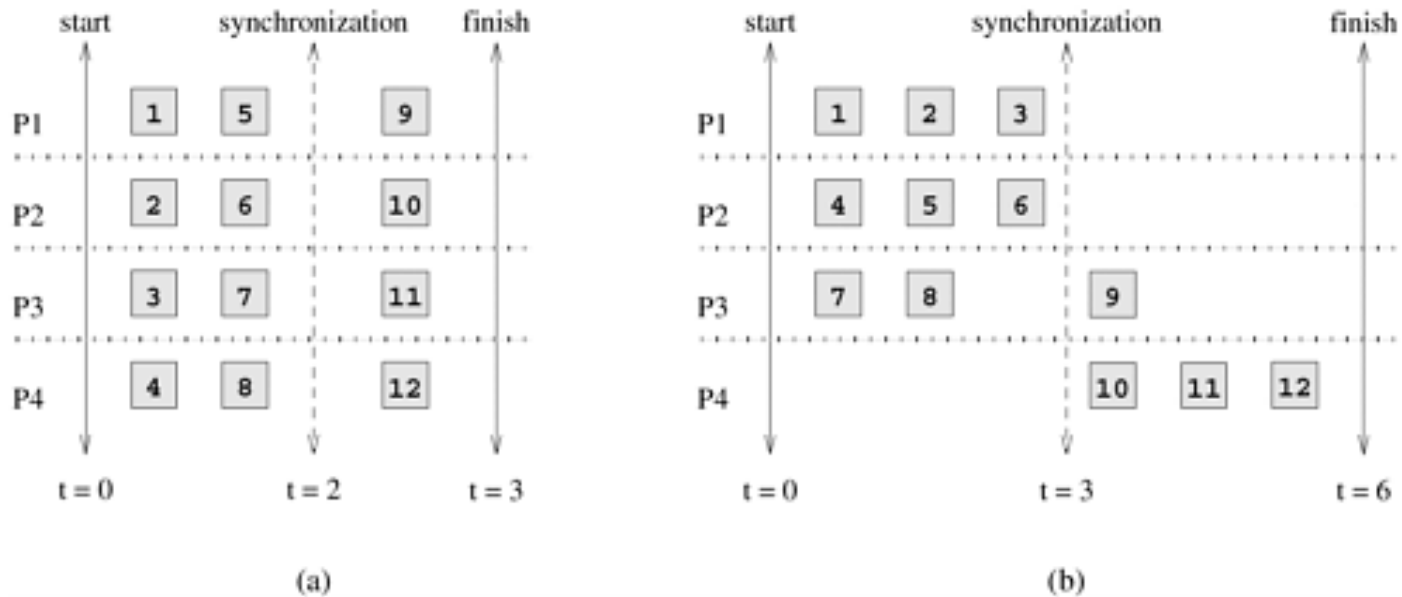 start synchronization finish
P1 1 5 9
P2 2 6 10
P3 3 7 11
P4 4 8 12
t = 0 t = 2 t = 3
(a)
start synchronization finish
P1 1 2 3
P2 4 5 6
P3 7 8 9
P4 10 11 12
t = 0 t = 3 t = 6
(b)